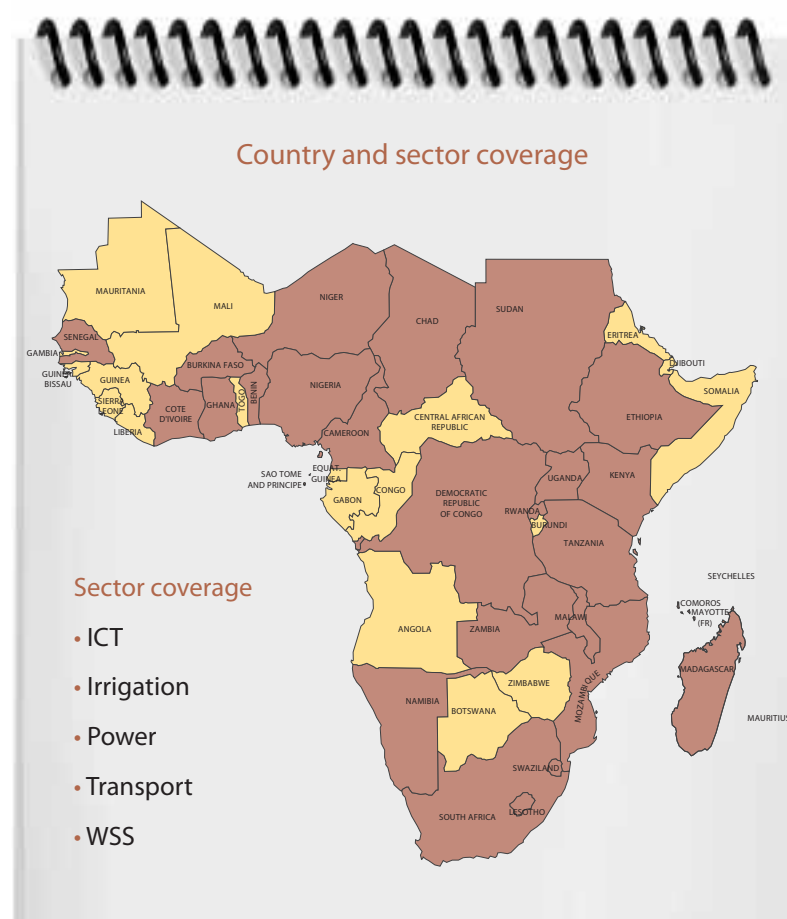 Country and sector coverage
MAURITANIA
MALI
NIGER
CHAD
SUDAN
ERITREA
DJIBOUTI
SOMALIA
SENEGAL
GAMBIA
GUINEA
BISSAU
GUINEA
SIERRA
LEONE
LIBERIA
COTE
D'IVOIRE
BURKINA FASO
GHANA
TOGO
BENIN
NIGERIA
CAMEROON
CENTRAL AFRICAN
REPUBLIC
ETHIOPIA
SAO TOME
AND PRINCIPE
EQUAT.
GUINEA
GABON
CONGO
DEMOCRATIC
REPUBLIC
OF CONGO
UGANDA
KENYA
RWANDA
BURUNDI
TANZANIA
SEYCHELLES
COMOROS
MAYOTTE
(FR)
ANGOLA
ZAMBIA
MALAWI
MOZAMBIQUE
ZIMBABWE
NAMIBIA
BOTSWANA
MADAGASCAR
MAURITIUS
SWAZILAND
LESOTHO
SOUTH AFRICA
Sector coverage
• ICT
• Irrigation
• Power
• Transport
• WSS